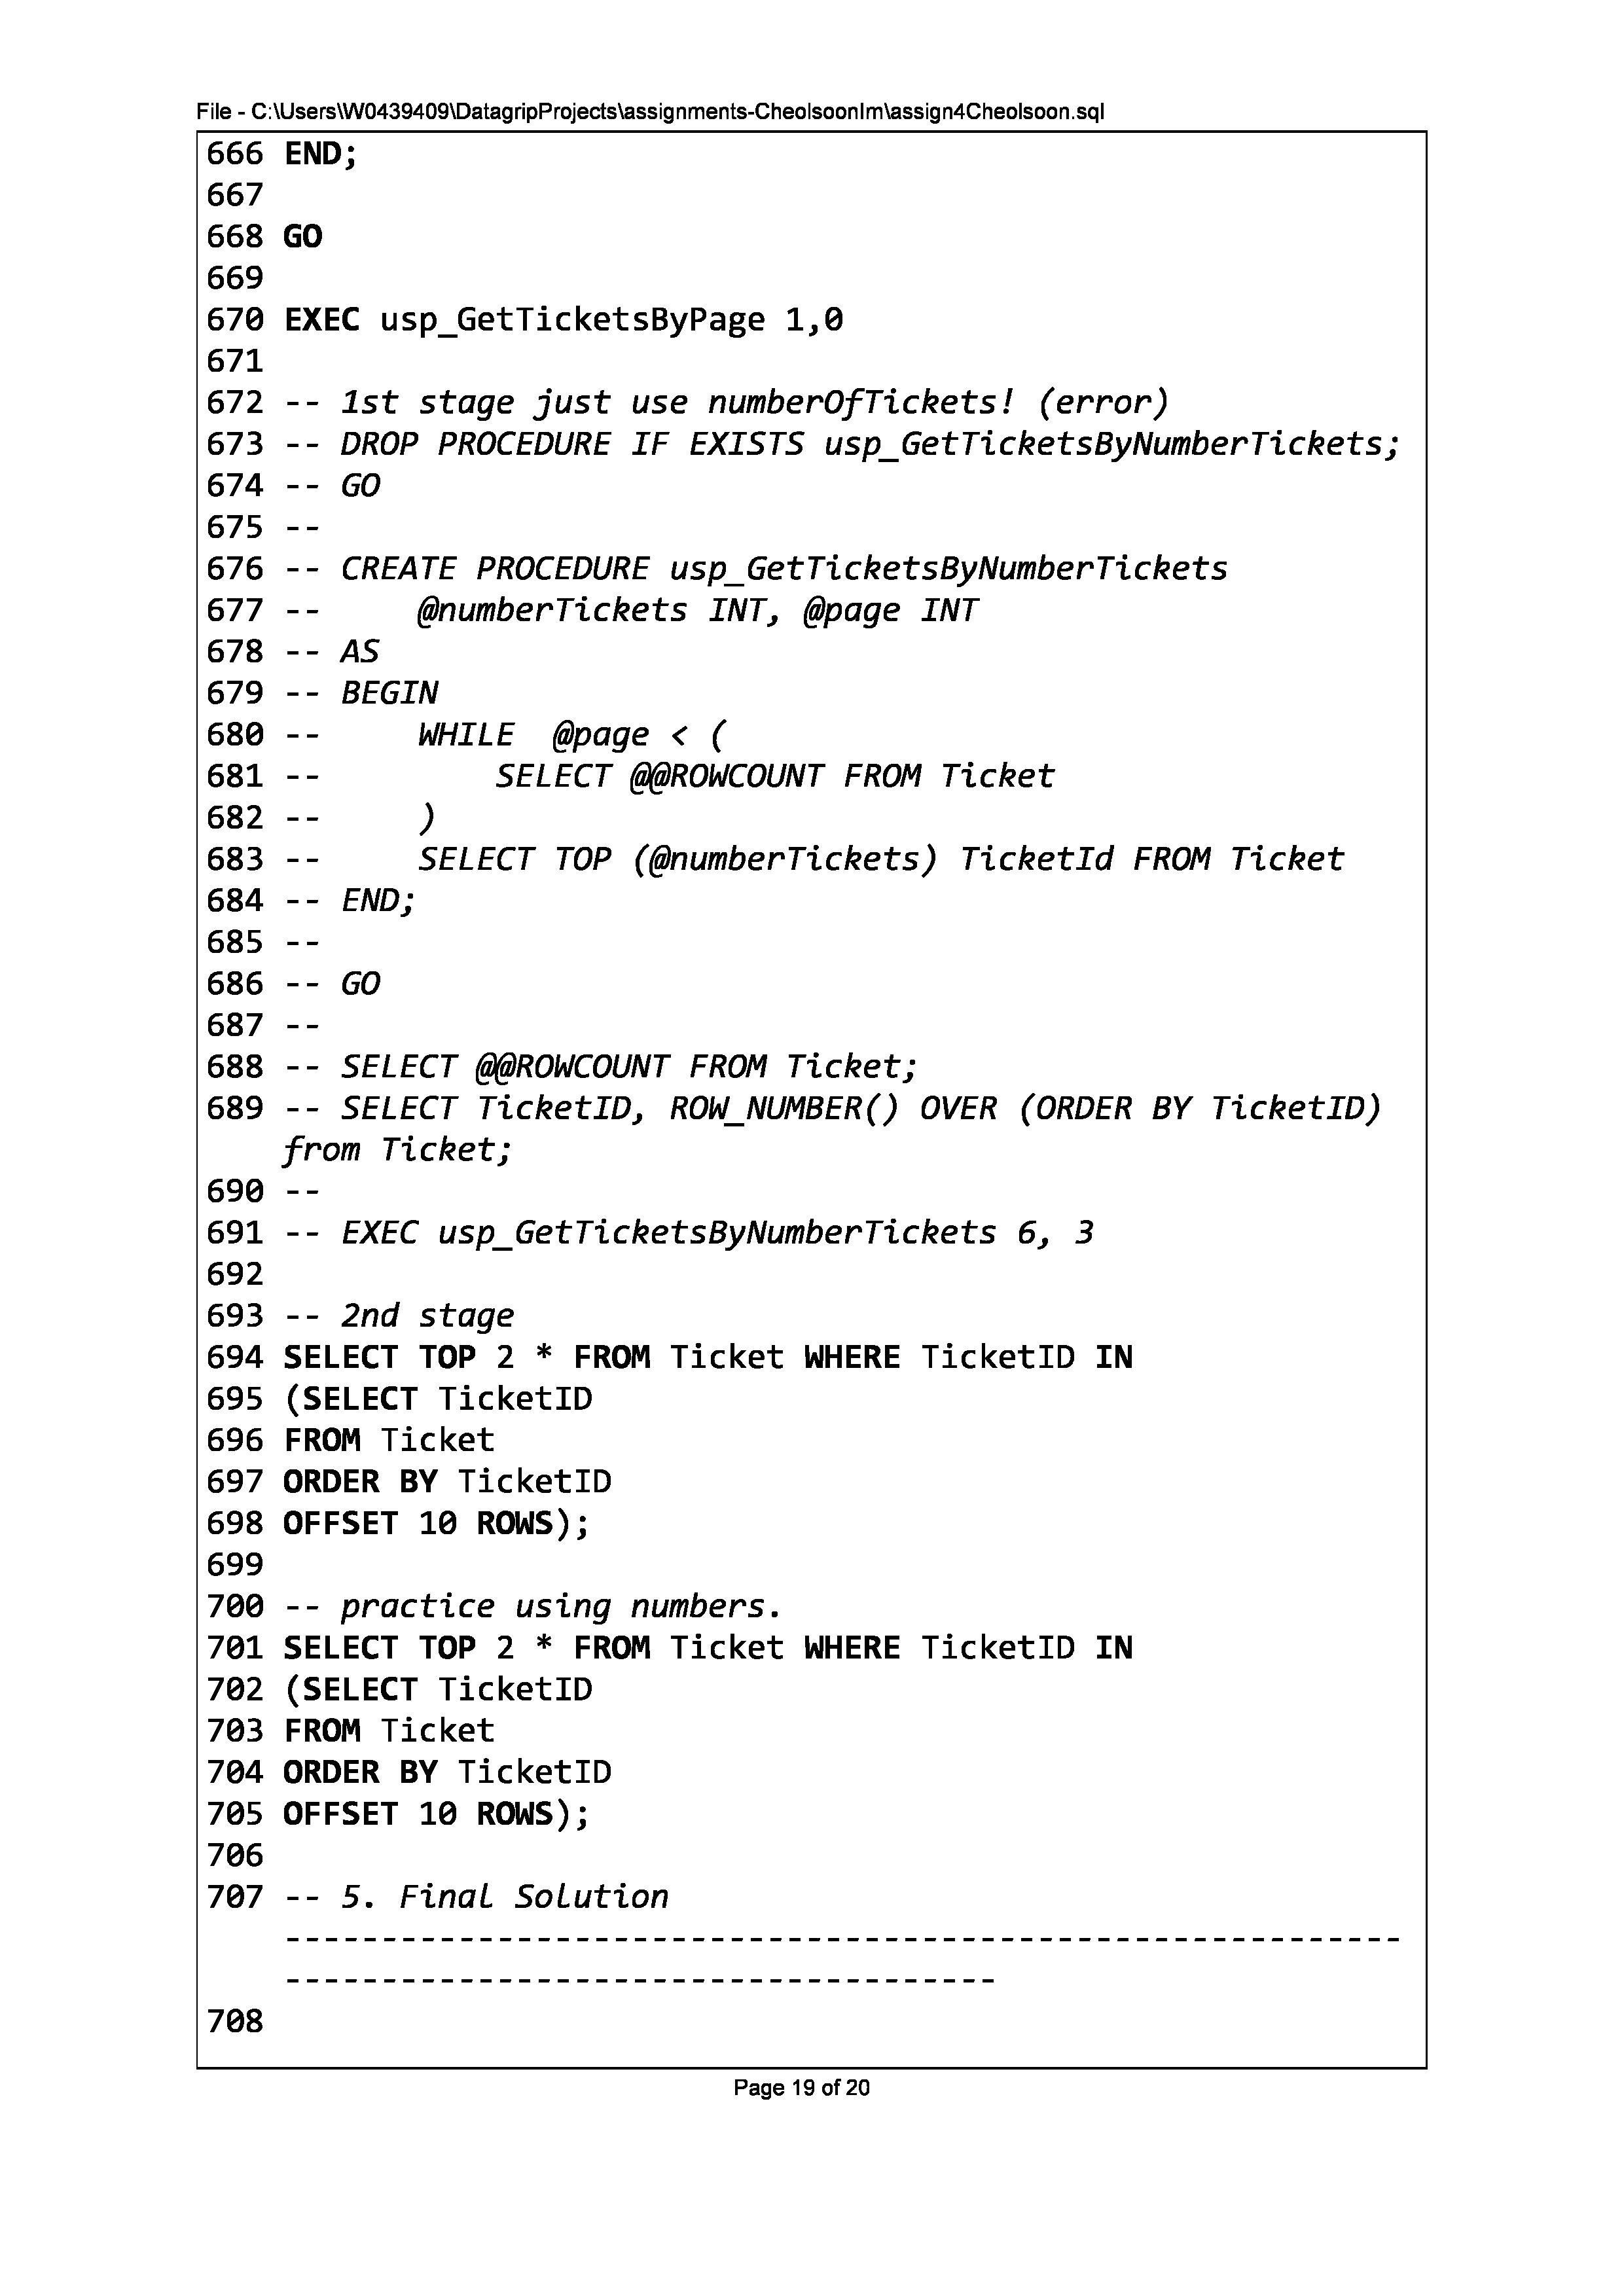 File - C:\Users\W0439409\DatagripProjects\assignments-CheolsoonIm\assign4Cheolsoon.sql
666 END;
667
668 GO
669
670 EXEC usp_GetTicketsByPage 1,0
671
672 -- 1st stage just use numberOfTickets! (error)
673 -- DROP PROCEDURE IF EXISTS usp_GetTicketsByNumberTickets;
674 -- GO
675 --
676 -- CREATE PROCEDURE usp_GetTicketsByNumberTickets
677 --     @numberTickets INT, @page INT
678 -- AS
679 -- BEGIN
680 --     WHILE  @page < (
681 --         SELECT @@ROWCOUNT FROM Ticket
682 --     )
683 --     SELECT TOP (@numberTickets) TicketId FROM Ticket
684 -- END;
685 --
686 -- GO
687 --
688 -- SELECT @@ROWCOUNT FROM Ticket;
689 -- SELECT TicketID, ROW_NUMBER() OVER (ORDER BY TicketID)
from Ticket;
690 --
691 -- EXEC usp_GetTicketsByNumberTickets 6, 3
692
693 -- 2nd stage
694 SELECT TOP 2 * FROM Ticket WHERE TicketID IN
695 (SELECT TicketID
696 FROM Ticket
697 ORDER BY TicketID
698 OFFSET 10 ROWS);
699
700 -- practice using numbers.
701 SELECT TOP 2 * FROM Ticket WHERE TicketID IN
702 (SELECT TicketID
703 FROM Ticket
704 ORDER BY TicketID
705 OFFSET 10 ROWS);
706
707 -- 5. Final Solution
----------------------------------------------------------
-------------------------------------
708
Page 19 of 20